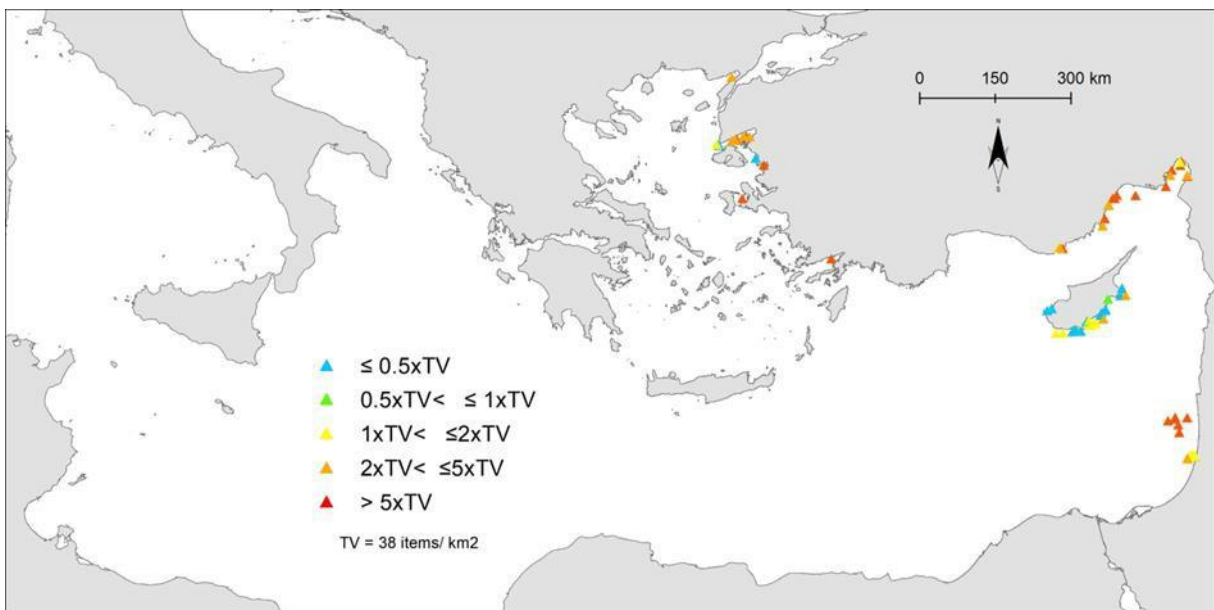 0 150 300 km
N
S
≤ 0.5xTV
0.5xTV< ≤ 1xTV
1xTV< ≤2xTV
2xTV< ≤5xTV
> 5xTV
TV = 38 items/ km2